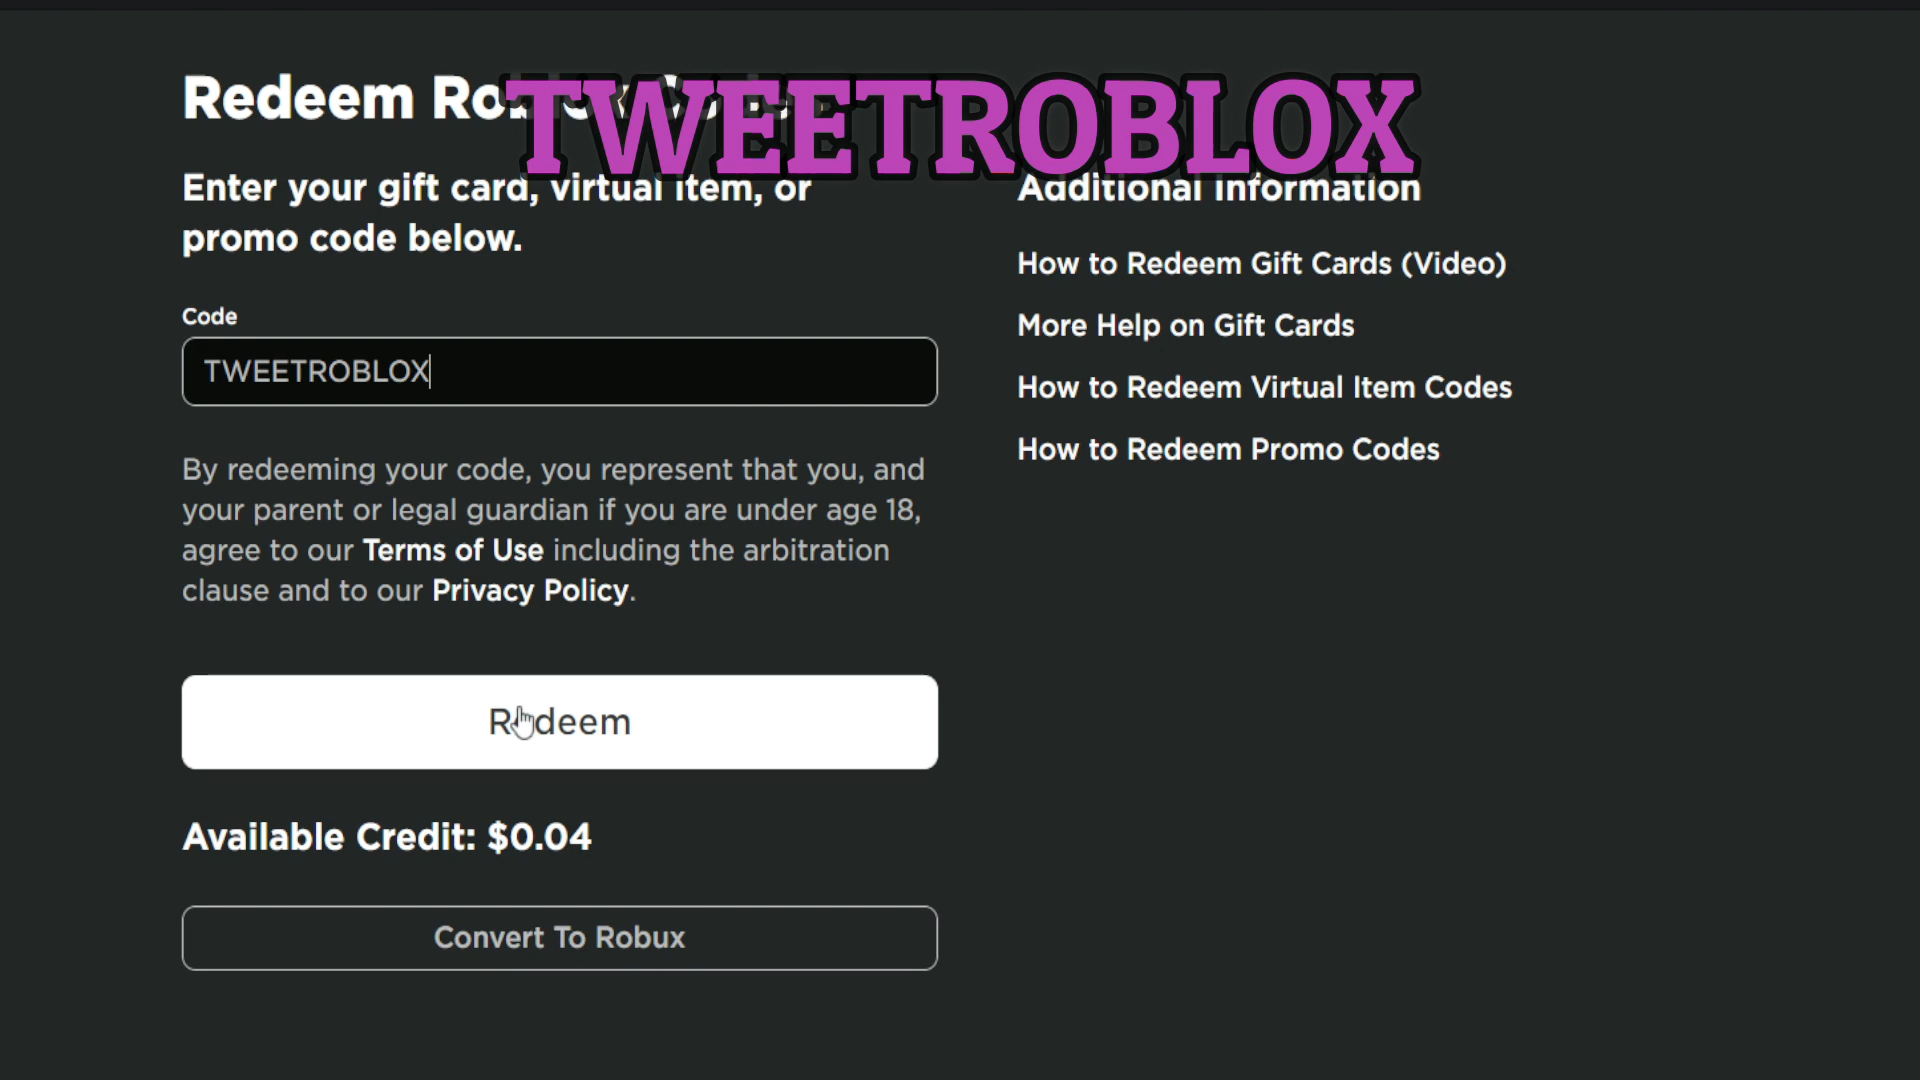 Redeem Ro
TWEETROBLOX
Enter your gift card, virtual item, or
promo code below.
Code
TWEETROBLOX
By redeeming your code, you represent that you, and
your parent or legal guardian if you are under age 18,
agree to our Terms of Use including the arbitration
clause and to our Privacy Policy.
Redeem
Available Credit: $0.04
Convert To Robux
Additional Information
How to Redeem Gift Cards (Video)
More Help on Gift Cards
How to Redeem Virtual Item Codes
How to Redeem Promo Codes